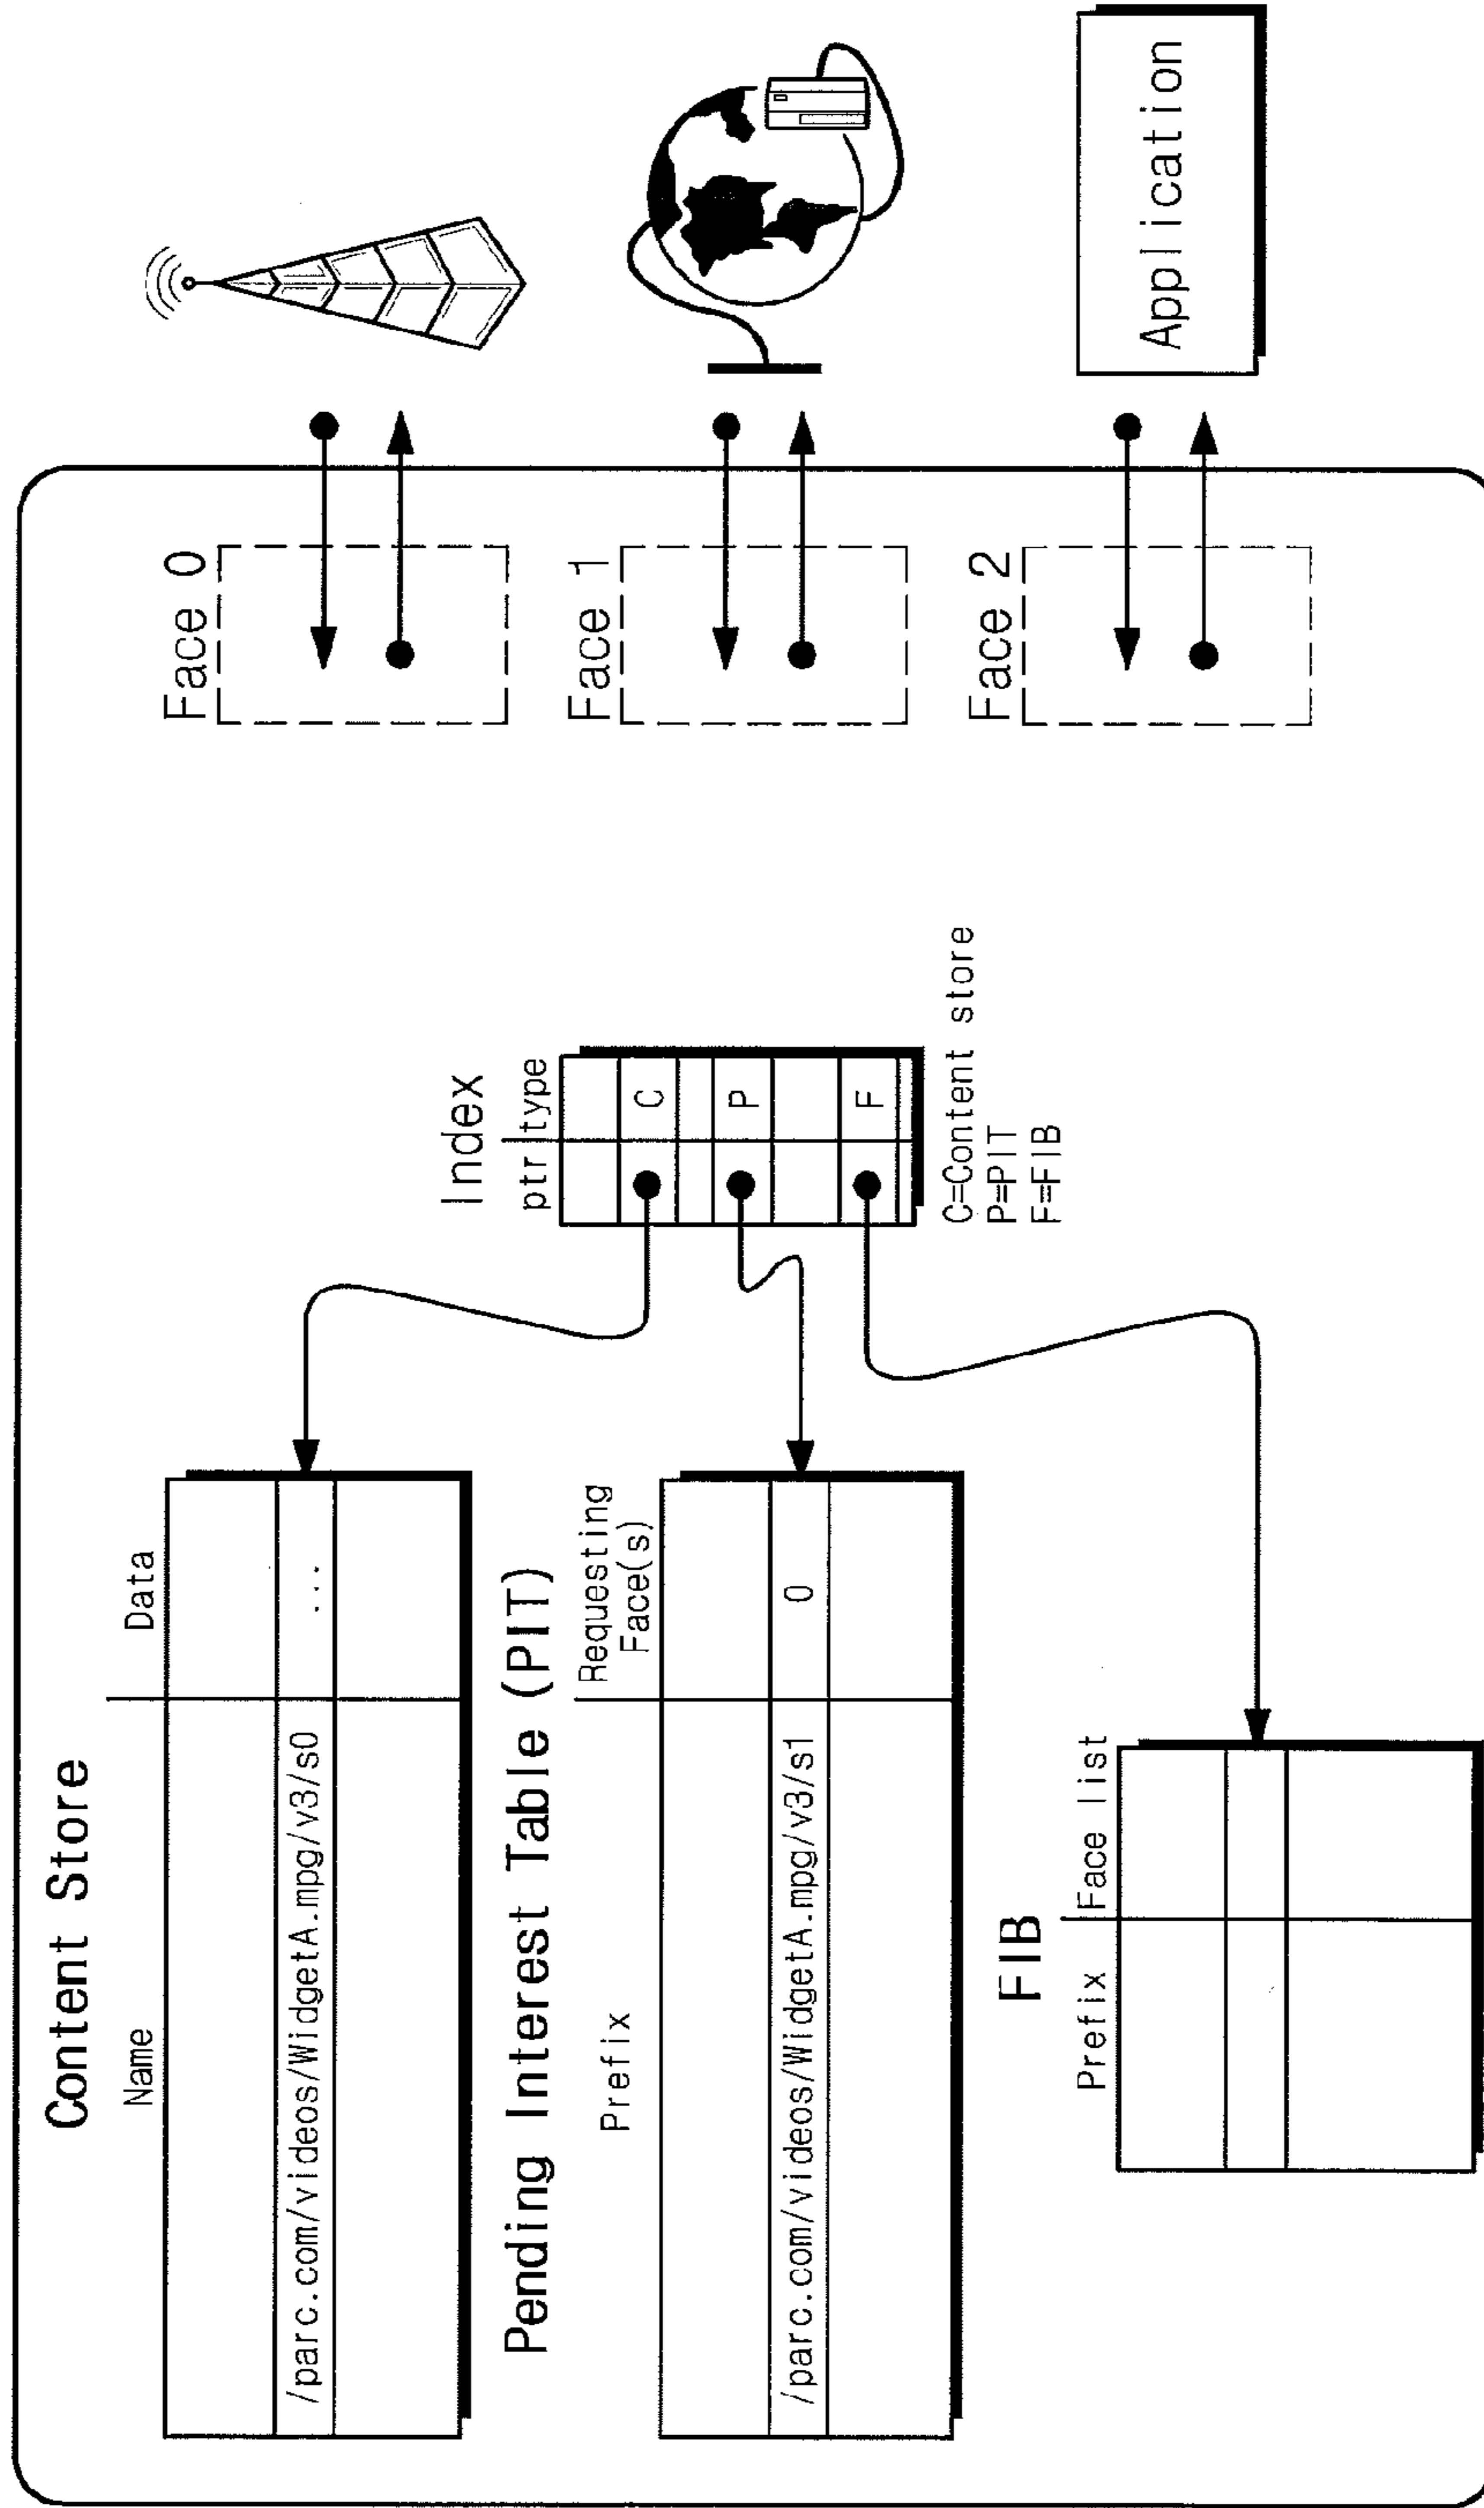 Content Store
Name Data
/parc.com/videos/WidgetA.mpg/v3/s0 ...
Pending Interest Table (PIT)
Prefix Requesting
Face(s)
/parc.com/videos/WidgetA.mpg/v3/s1 0
FIB
Prefix Face list
Index
ptr type
C
P
F
C=Content store
P=PIT
F=FIB
Face 0
Face 1
Face 2
Application